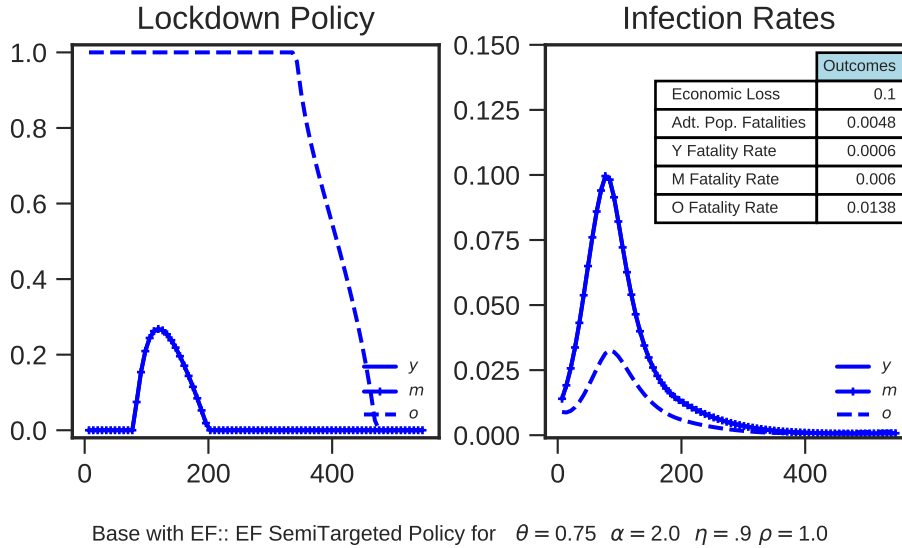 Lockdown Policy
1.0
0.8
0.6
0.4
0.2
0.0
0
200
400
y
m
o
Infection Rates
0.150
0.125
0.100
0.075
0.050
0.025
0.000
0
200
400
Outcomes
Economic Loss 0.1
Adt. Pop. Fatalities 0.0048
Y Fatality Rate 0.0006
M Fatality Rate 0.006
O Fatality Rate 0.0138
y
m
o
Base with EF:: EF SemiTargeted Policy for θ = 0.75 α = 2.0 η = .9 ρ = 1.0